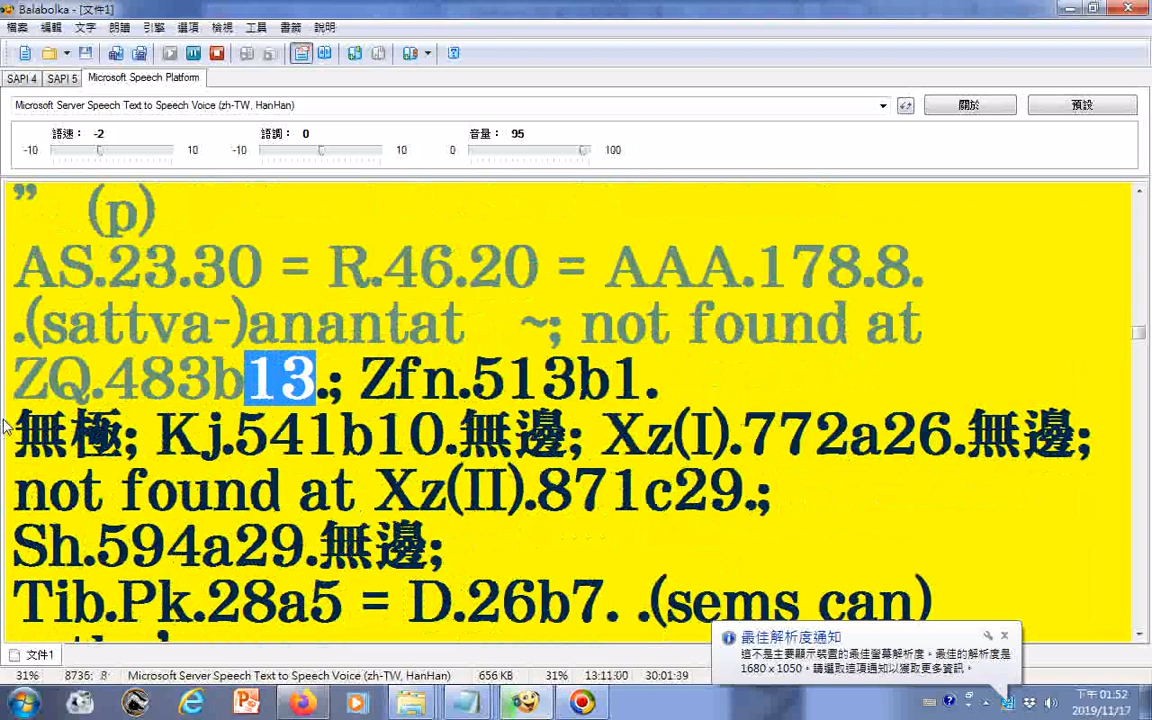 Balabolka - [文件1]
檔案 編輯 文字 朗讀 引擎 選項 檢視 工具 書籤 說明
SAPI 4 SAPI 5 Microsoft Speech Platform
Microsoft Server Speech Text to Speech Voice (zh-TW, HanHan) 關於 預設
語速： -2 語調： 0 音量： 95
-10 10 -10 10 0 100
” (p)
AS.23.30 = R.46.20 = AAA.178.8.
.(sattva-)anantat ~; not found at
ZQ.483b13.; Zfn.513b1.
無極; Kj.541b10.無邊; Xz(I).772a26.無邊;
not found at Xz(II).871c29.;
Sh.594a29.無邊;
Tib.Pk.28a5 = D.26b7. .(sems can)
最佳解析度通知
這不是主要顯示裝置的最佳螢幕解析度。最佳的解析度是
1680 x 1050。請選取這項通知以獲取更多資訊。
文件1
31% 8735: 8 Microsoft Server Speech Text to Speech Voice (zh-TW, HanHan) 656 KB 31% 13:11:00 30:01:39
下午 01:52
2019/11/17